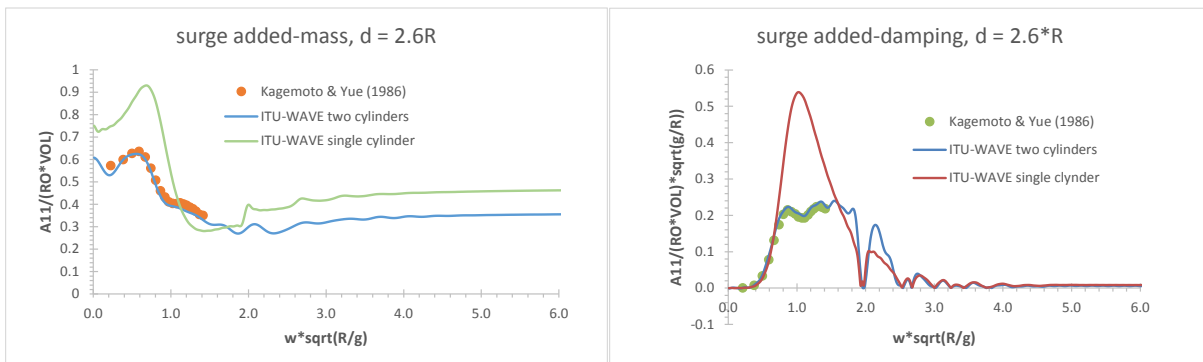 surge added-mass, d = 2.6R
A11/(RO*VOL)
1
0.9
0.8
0.7
0.6
0.5
0.4
0.3
0.2
0.1
0
Kagemoto & Yue (1986)
ITU-WAVE two cylinders
ITU-WAVE single cylinder
0.0 1.0 2.0 3.0 4.0 5.0 6.0
w*sqrt(R/g)
surge added-damping, d = 2.6*R
A11/(RO*VOL)*sqrt(g/R)
0.6
0.5
0.4
0.3
0.2
0.1
0.0
-0.1
Kagemoto & Yue (1986)
ITU-WAVE two cylinders
ITU-WAVE single clynder
0.0 1.0 2.0 3.0 4.0 5.0 6.0
w*sqrt(R/g)